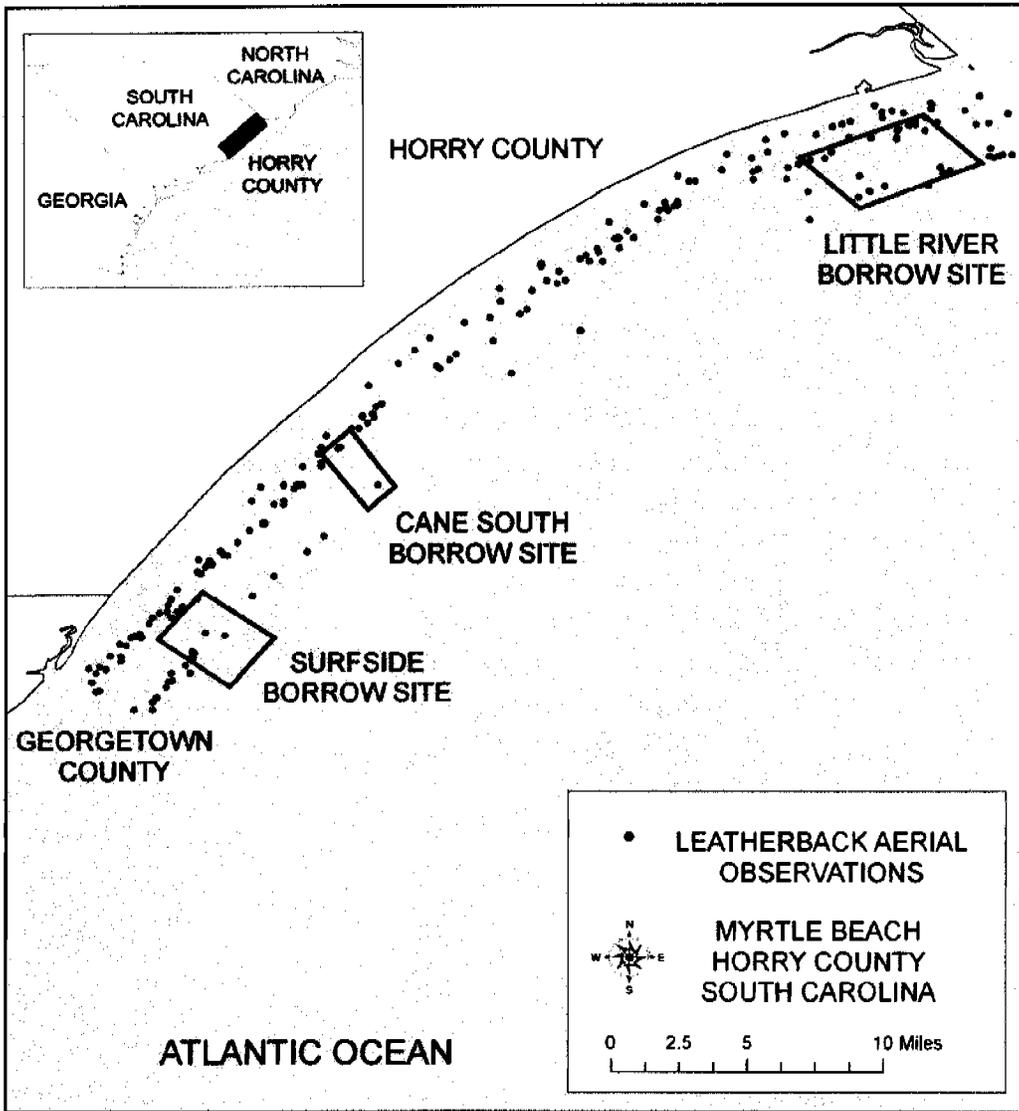 NORTH
CAROLINA
SOUTH
CAROLINA
HORRY
COUNTY
GEORGIA
HORRY COUNTY
LITTLE RIVER
BORROW SITE
CANE SOUTH
BORROW SITE
SURFSIDE
BORROW SITE
GEORGETOWN
COUNTY
LEATHERBACK AERIAL
OBSERVATIONS
N
W E
S
MYRTLE BEACH
HORRY COUNTY
SOUTH CAROLINA
0 2.5 5 10 Miles
ATLANTIC OCEAN